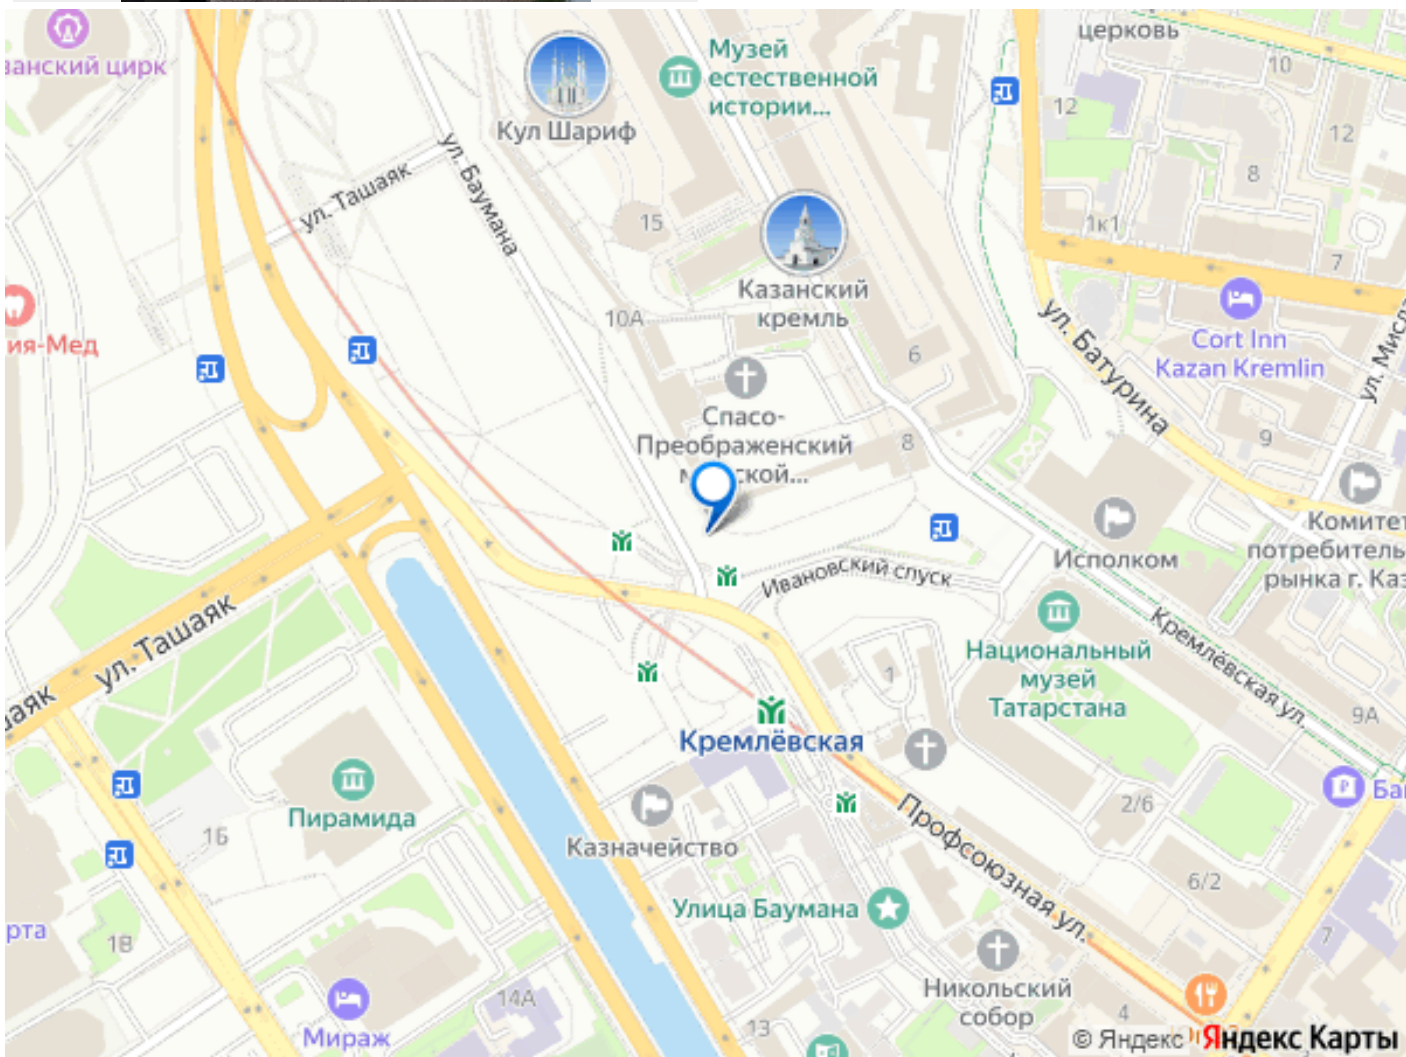 церковь
10
занский цирк
Музей
естественной
истории...
12
12
Кул Шариф
ул. Баумана
ул. Ташаяк
8
15
1к1
7
Казанский
кремль
10А
6
ия-Мед
Cort Inn
Kazan Kremlin
ул. Батурина
Спасо-
Преображенский
8
9
Исполком
Комитет
потребитель
рынка г. Каз
Ивановский спуск
ул. Ташаяк
Кремлёвская ул.
Национальный
музей
Татарстана
1
9А
Кремлёвская
Пирамида
1Б
Казначейство
2/6
Профсоюзная ул.
6/2
Улица Баумана
рта
1В
7
14А
Никольский
собор
4
Мираж
13
© Яндекс
Яндекс Карты